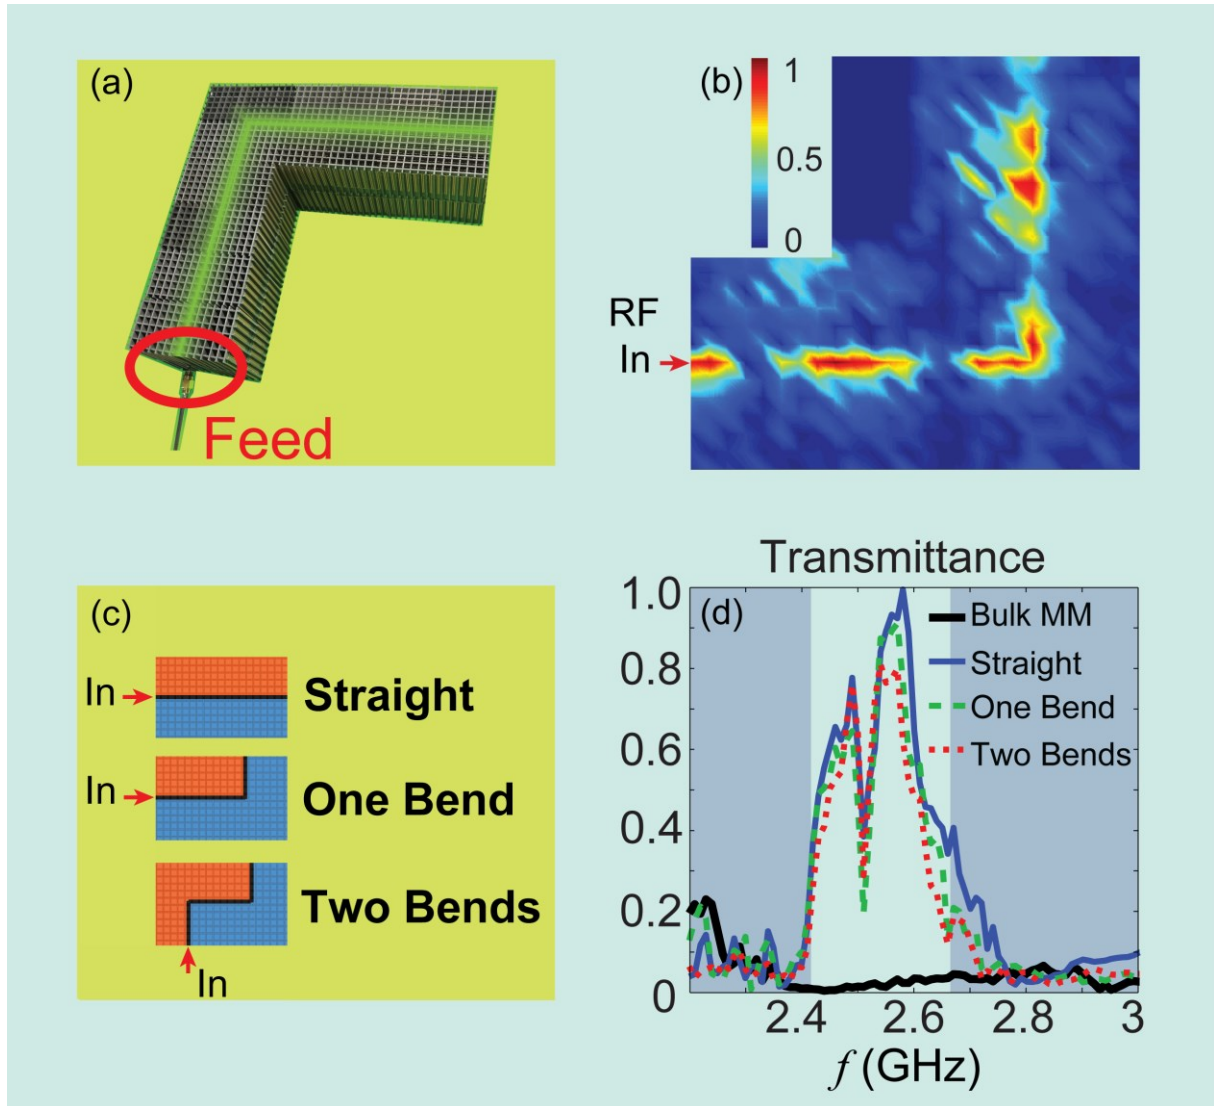 (a)
Feed
(b)
1
0.5
0
RF
In
(c)
In
Straight
In
One Bend
Two Bends
In
Transmittance
(d)
1.0
0.8
0.6
0.4
0.2
0
Bulk MM
Straight
One Bend
Two Bends
2.4 2.6 2.8 3
f (GHz)